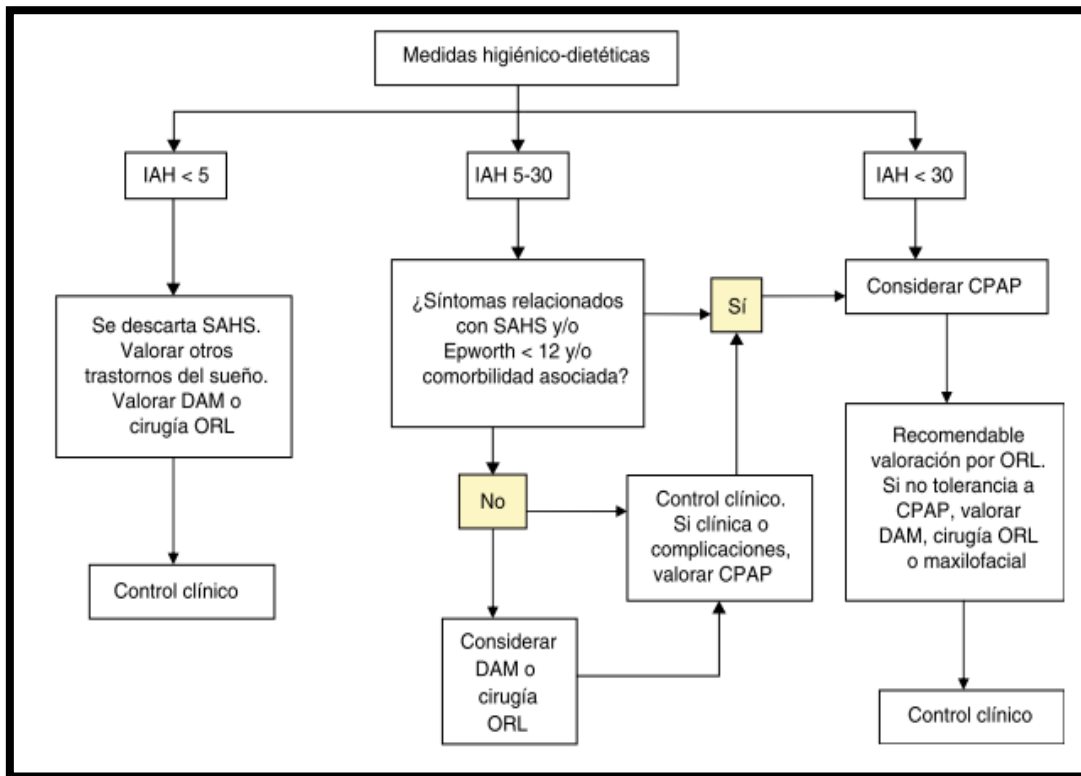 Medidas higiénico-dietéticas
IAH < 5
IAH 5-30
IAH < 30
Se descarta SAHS.
Valorar otros
trastornos del sueño.
Valorar DAM o
cirugía ORL
Control clínico
¿Síntomas relacionados
con SAHS y/o
Epworth < 12 y/o
comorbilidad asociada?
Sí
No
Control clínico.
Si clínica o
complicaciones,
valorar CPAP
Considerar
DAM o
cirugía
ORL
Considerar CPAP
Recomendable
valoración por ORL.
Si no tolerancia a
CPAP, valorar
DAM, cirugía ORL
o maxilofacial
Control clínico